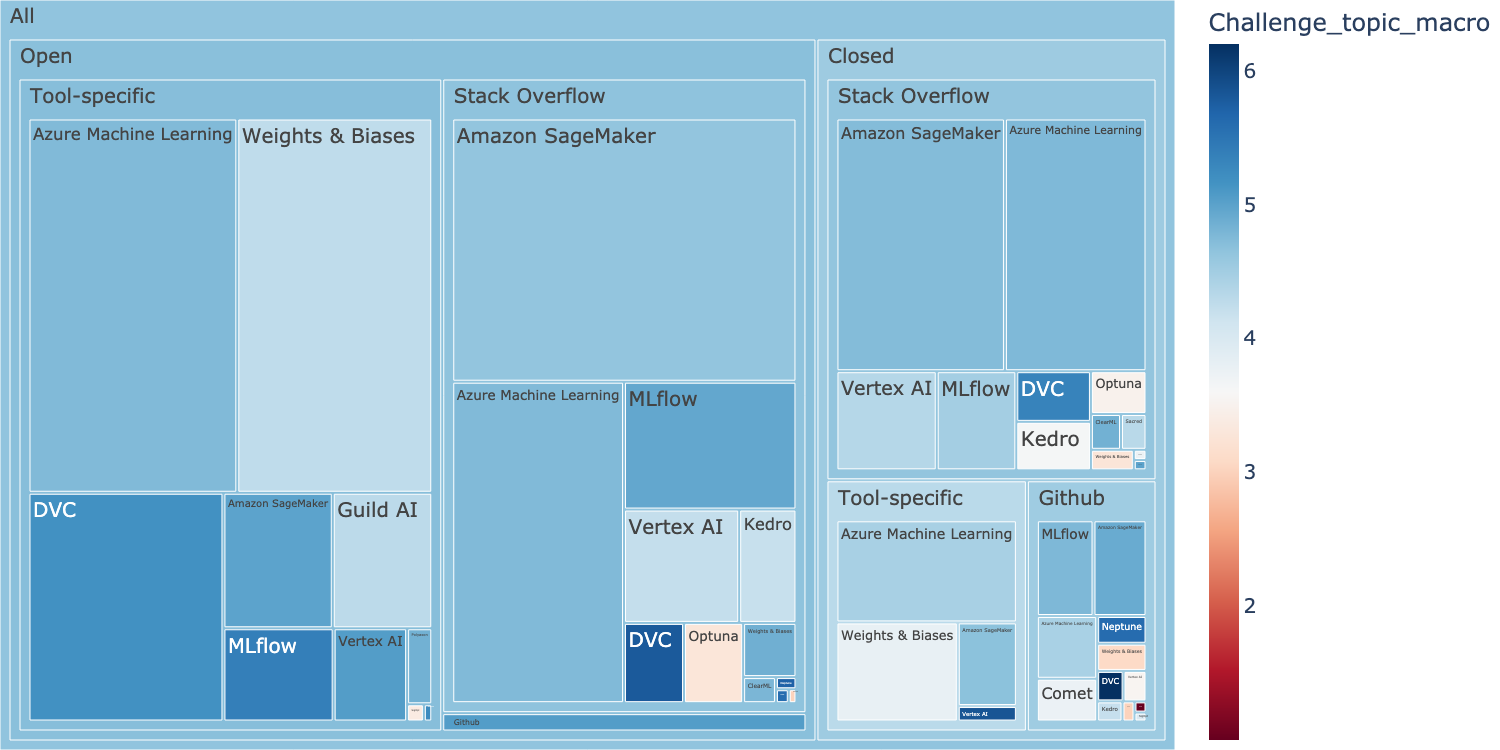 All
Open
Tool-specific
Azure Machine Learning
Weights & Biases
DVC
Amazon SageMaker
Guild AI
MLflow
Vertex AI
Stack Overflow
Amazon SageMaker
Azure Machine Learning
MLflow
Vertex AI
Kedro
DVC
Optuna
Weights & Biases
ClearML
Github
Closed
Stack Overflow
Amazon SageMaker
Azure Machine Learning
Vertex AI
MLflow
DVC
Optuna
Kedro
ClearML
Sacred
Weights & Biases
Tool-specific
Azure Machine Learning
Weights & Biases
Amazon SageMaker
Vertex AI
Github
MLflow
Amazon SageMaker
Azure Machine Learning
Neptune
Weights & Biases
Comet
DVC
Vertex AI
Kedro
Challenge_topic_macro
6
5
4
3
2